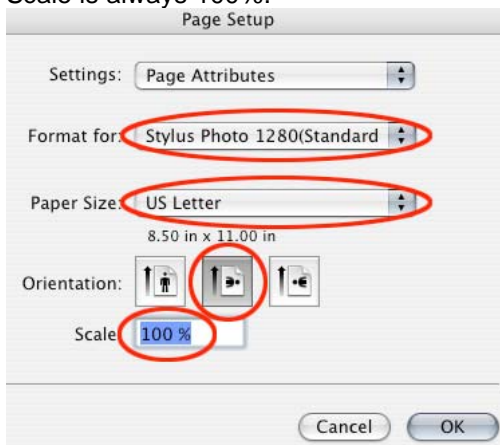 Scale is always 100%.
Page Setup
Settings: Page Attributes
Format for: Stylus Photo 1280(Standard
Paper Size: US Letter
8.50 in x 11.00 in
Orientation:
Scale 100 %
Cancel OK